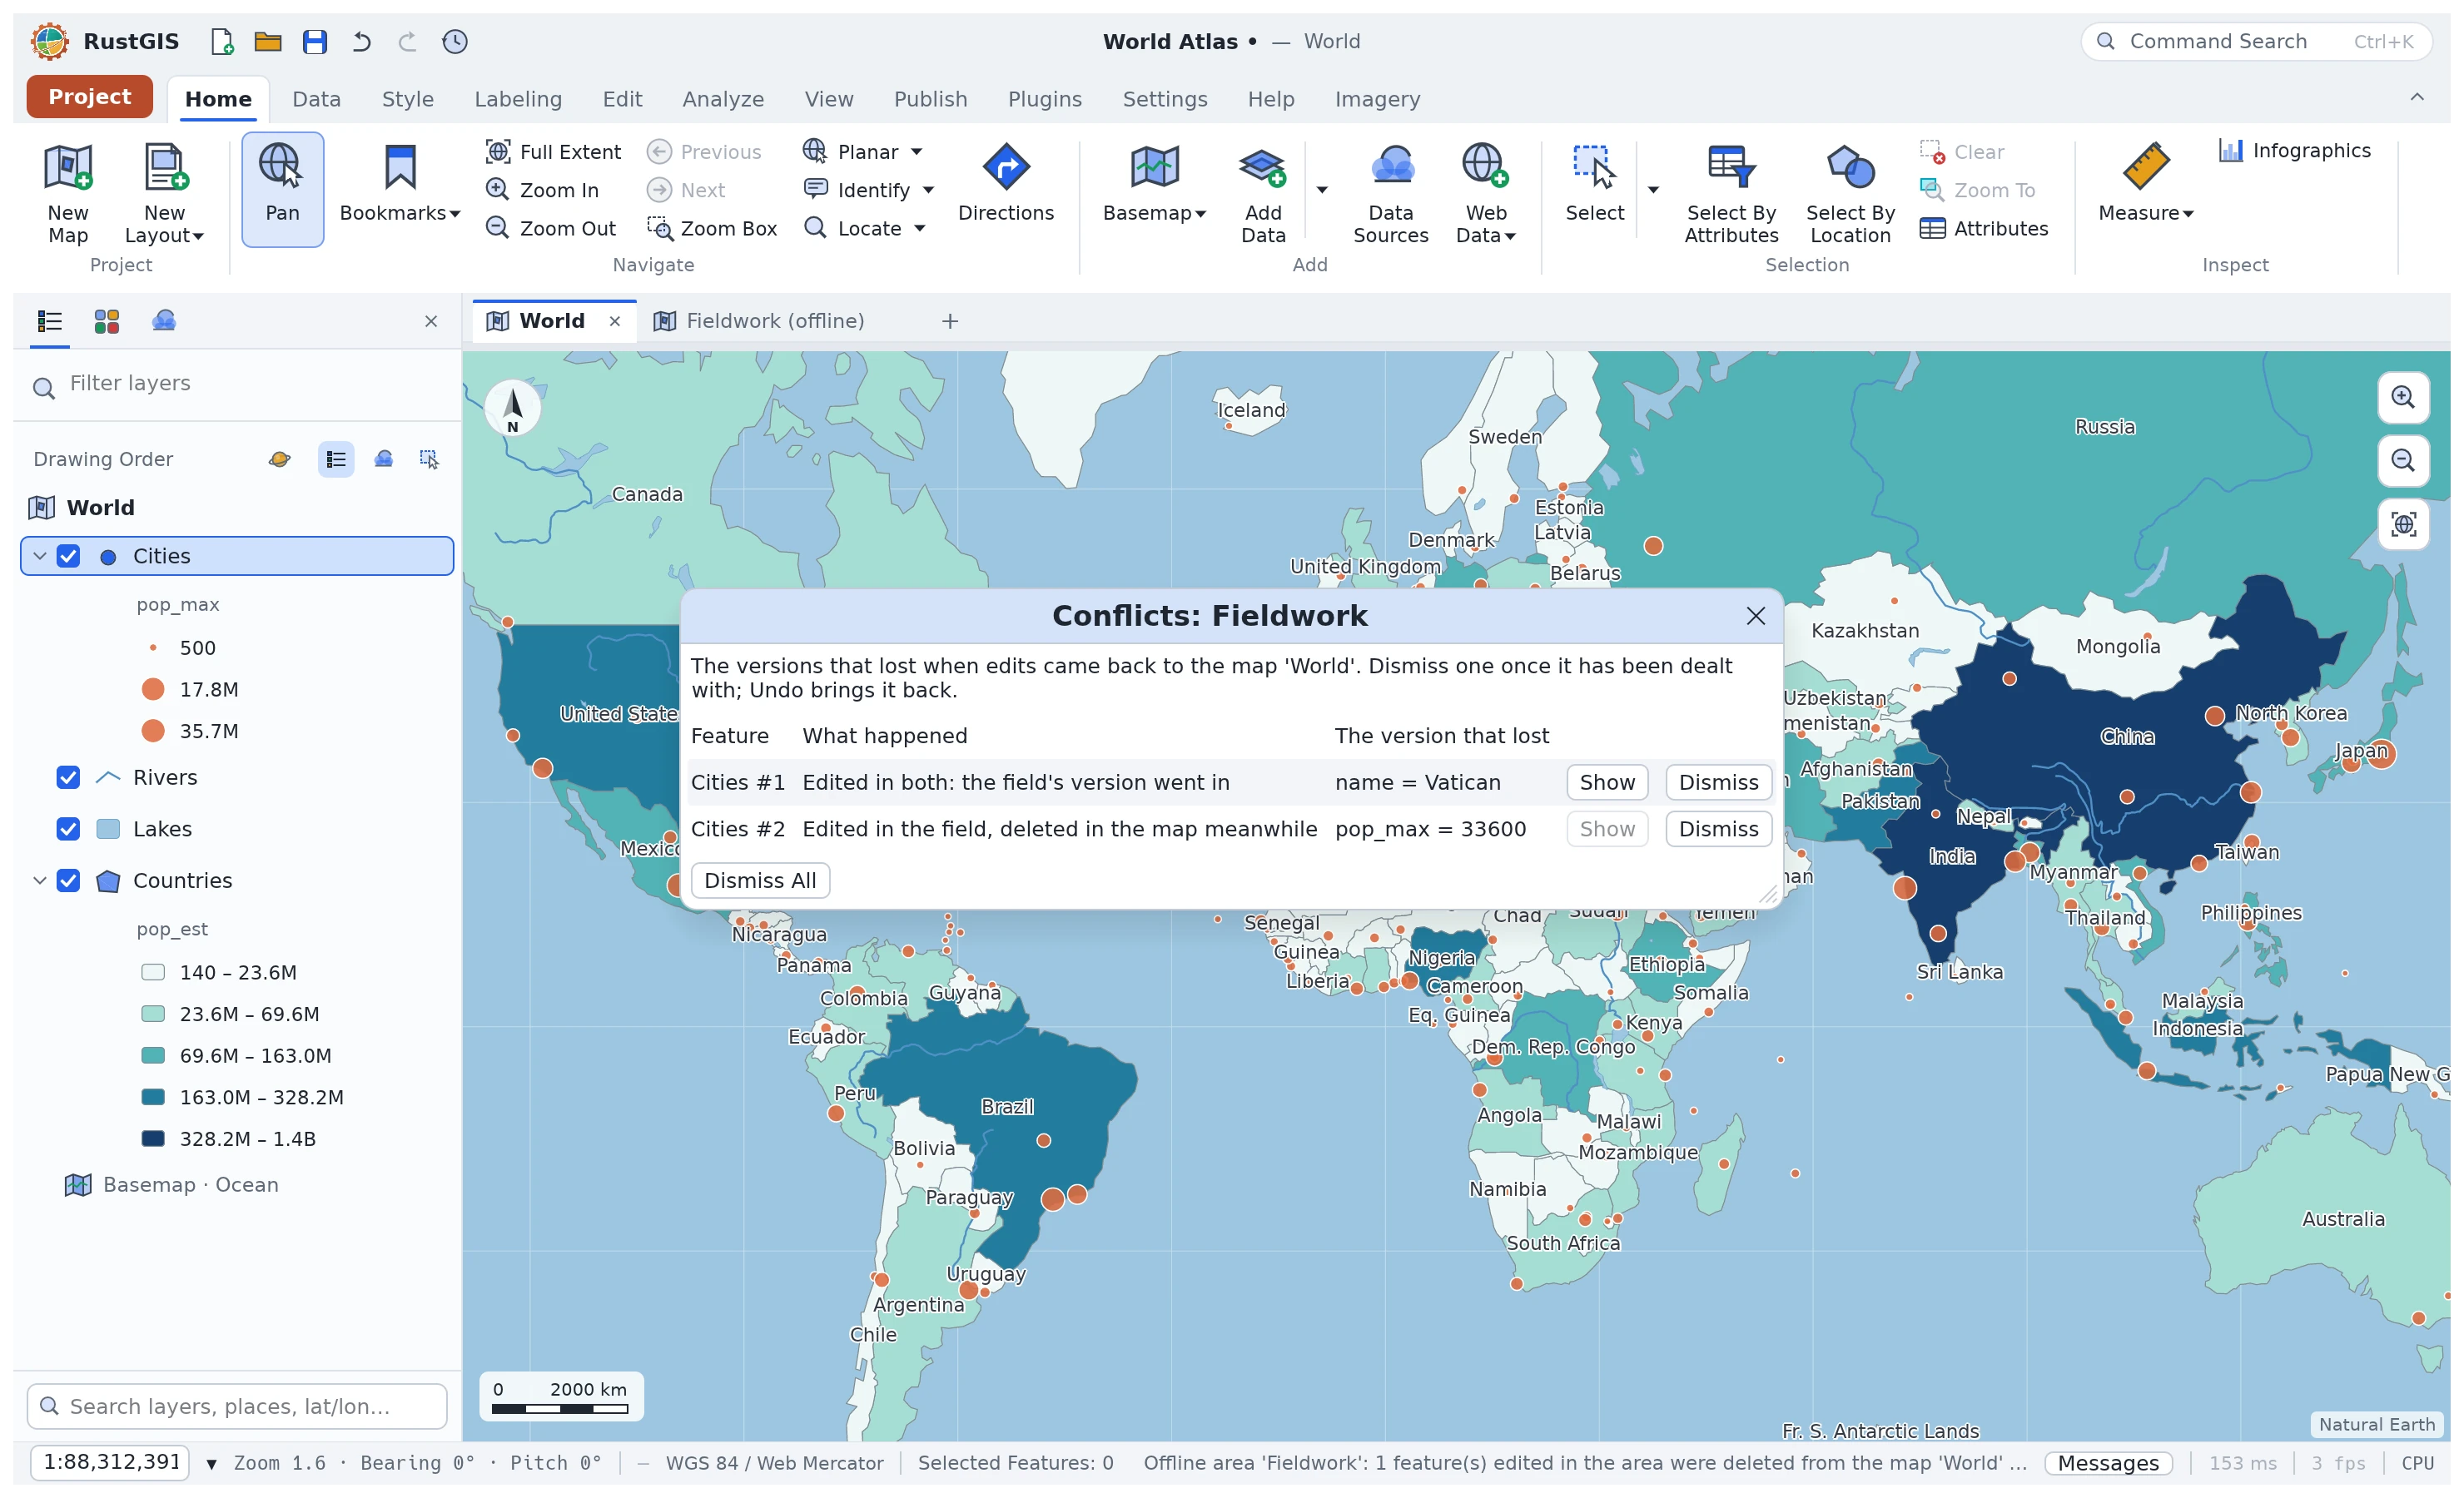 RustGIS
World Atlas • — World
Command Search Ctrl+K
Project Home Data Style Labeling Edit Analyze View Publish Plugins Settings Help Imagery
New Map
New Layout
Project
Pan
Bookmarks
Full Extent
Zoom In
Zoom Out
Previous
Next
Zoom Box
Planar
Identify
Locate
Directions
Navigate
Basemap
Add Data
Data Sources
Web Data
Add
Select
Select By Attributes
Select By Location
Clear
Zoom To
Attributes
Selection
Measure
Infographics
Inspect
World
Fieldwork (offline)
Filter layers
Drawing Order
World
Cities
pop_max
500
17.8M
35.7M
Rivers
Lakes
Countries
pop_est
140 – 23.6M
23.6M – 69.6M
69.6M – 163.0M
163.0M – 328.2M
328.2M – 1.4B
Basemap · Ocean
Search layers, places, lat/lon...
N
Iceland
Sweden
Russia
Canada
Estonia
Latvia
Denmark
United Kingdom
Belarus
Kazakhstan
Mongolia
Uzbekistan
menistan
North Korea
United State
China
Japan
Afghanistan
Pakistan
Nepal
Mexico
India
Taiwan
Myanmar
Conflicts: Fieldwork
The versions that lost when edits came back to the map 'World'. Dismiss one once it has been dealt
with; Undo brings it back.
Feature What happened The version that lost
Cities #1 Edited in both: the field's version went in name = Vatican Show Dismiss
Cities #2 Edited in the field, deleted in the map meanwhile pop_max = 33600 Show Dismiss
Dismiss All
Senegal
Chad
Sudan
Yemen
Thailand
Philippines
Nicaragua
Guinea
Nigeria
Ethiopia
Panama
Sri Lanka
Colombia
Guyana
Liberia
Cameroon
Somalia
Malaysia
Ecuador
Eq. Guinea
Kenya
Indonesia
Dem. Rep. Congo
Papua New G
Peru
Brazil
Angola
Malawi
Bolivia
Mozambique
Paraguay
Namibia
Australia
South Africa
Uruguay
Argentina
Chile
0 2000 km
Fr. S. Antarctic Lands
Natural Earth
1:88,312,391 Zoom 1.6 · Bearing 0° · Pitch 0° — WGS 84 / Web Mercator Selected Features: 0 Offline area 'Fieldwork': 1 feature(s) edited in the area were deleted from the map 'World' ... Messages 153 ms 3 fps CPU